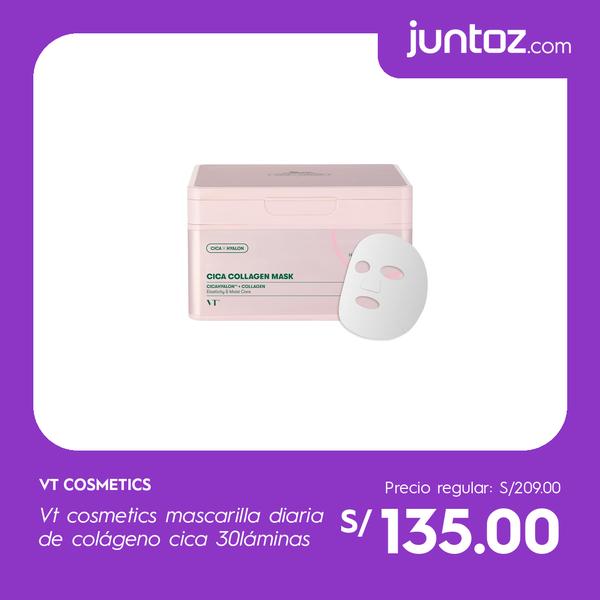 juntoz.com
CICA × HYALON
CICA COLLAGEN MASK
CICAHYALON™ + COLLAGEN
Elasticity & Moist Care
VT
VT COSMETICS
Precio regular: S/209.00
Vt cosmetics mascarilla diaria
de colágeno cica 30láminas
S/135.00